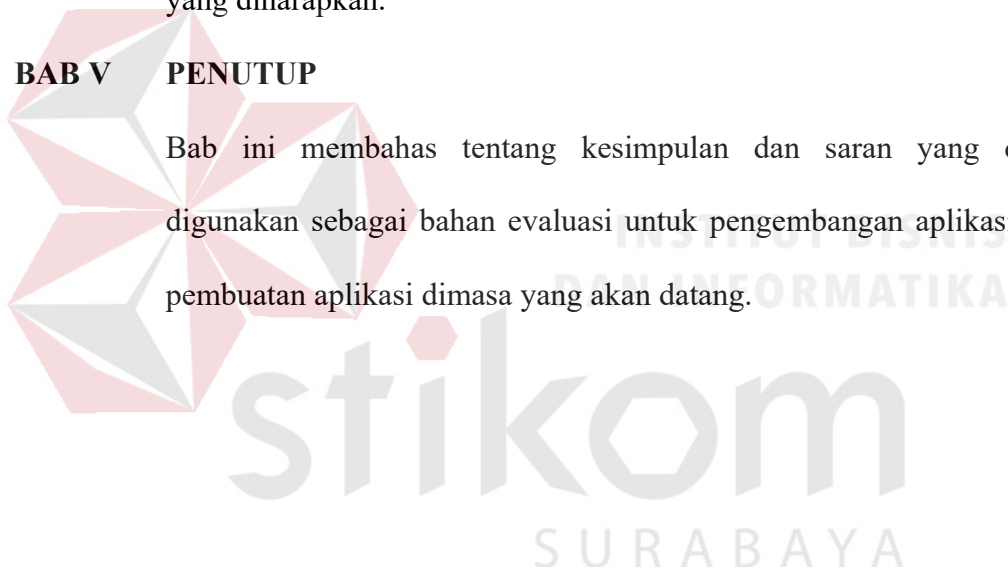 yang diharapkan.
BAB V PENUTUP
Bab ini membahas tentang kesimpulan dan saran yang
digunakan sebagai bahan evaluasi untuk pengembangan aplikasi
pembuatan aplikasi dimasa yang akan datang.
INSTITUT BISNIS
DAN INFORMATIKA
stikom
SURABAYA